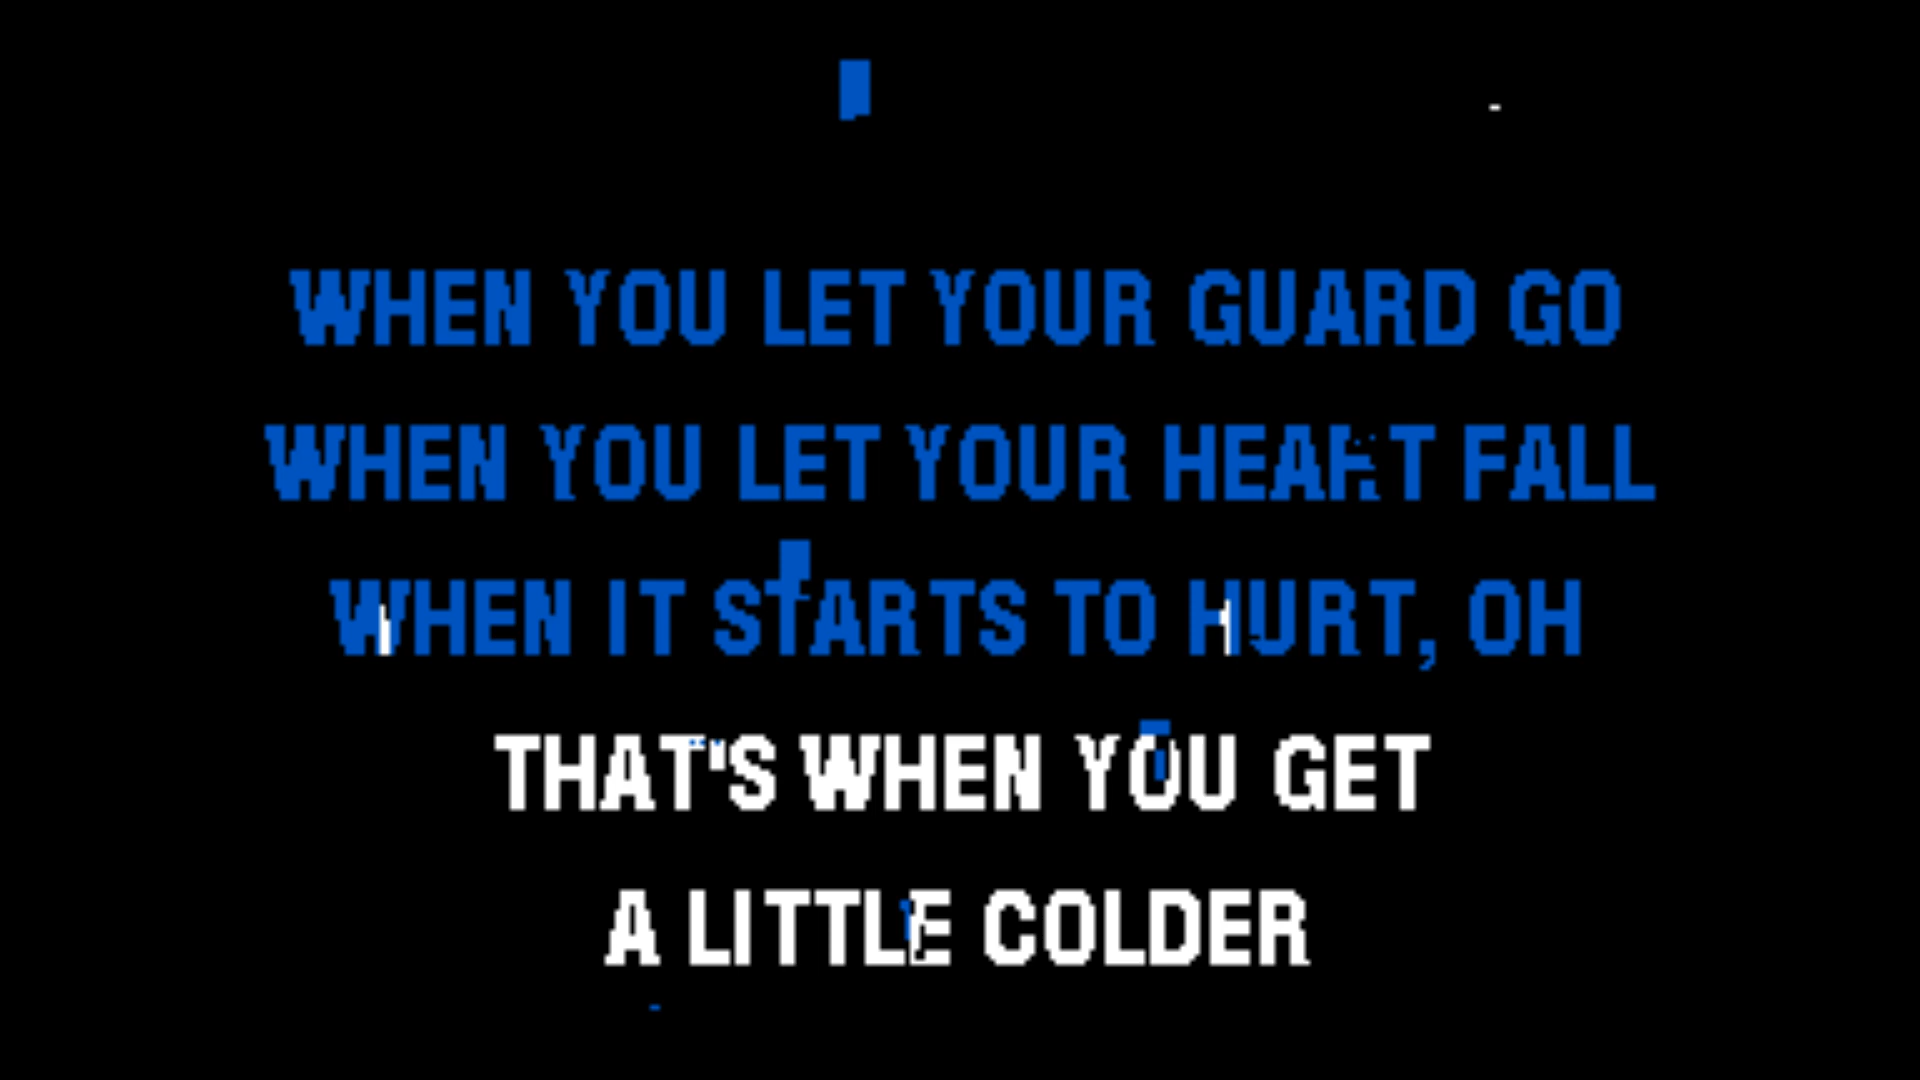 WHEN YOU LET YOUR GUARD GO
WHEN YOU LET YOUR HEART FALL
WHEN IT STARTS TO HURT, OH
THAT'S WHEN YOU GET
A LITTLE COLDER